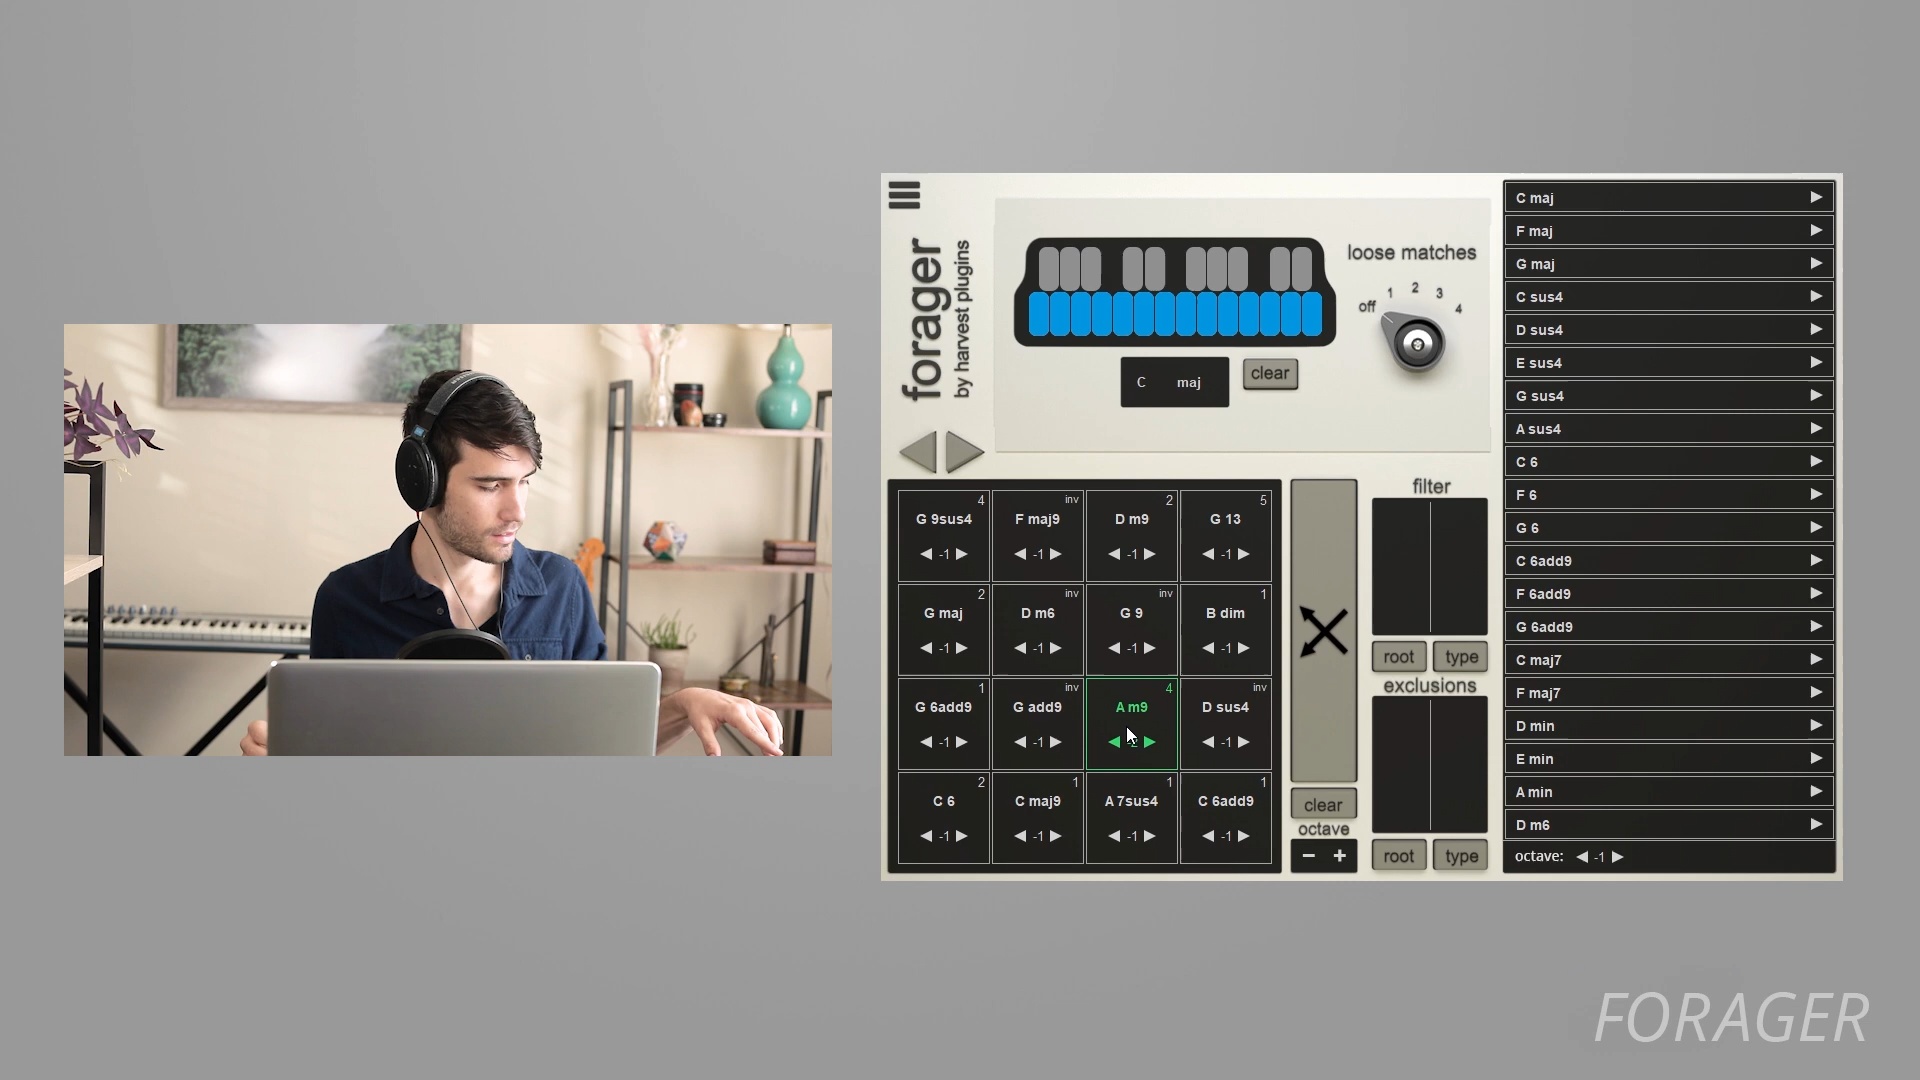 forager
by harvest plugins
loose matches
off 1 2 3 4
C maj
clear
4 inv 2 5
G 9sus4 F maj9 D m9 G 13
-1 -1 -1 -1
2 inv inv 1
G maj D m6 G 9 B dim
-1 -1 -1 -1
1 inv 4 inv
G 6add9 G add9 A m9 D sus4
-1 -1 -1
2 1 1 1
C 6 C maj9 A 7sus4 C 6add9
-1 -1 -1 -1
clear
octave
- +
filter
root type
exclusions
root type
C maj
F maj
G maj
C sus4
D sus4
E sus4
G sus4
A sus4
C 6
F 6
G 6
C 6add9
F 6add9
G 6add9
C maj7
F maj7
D min
E min
A min
D m6
octave: -1
FORAGER